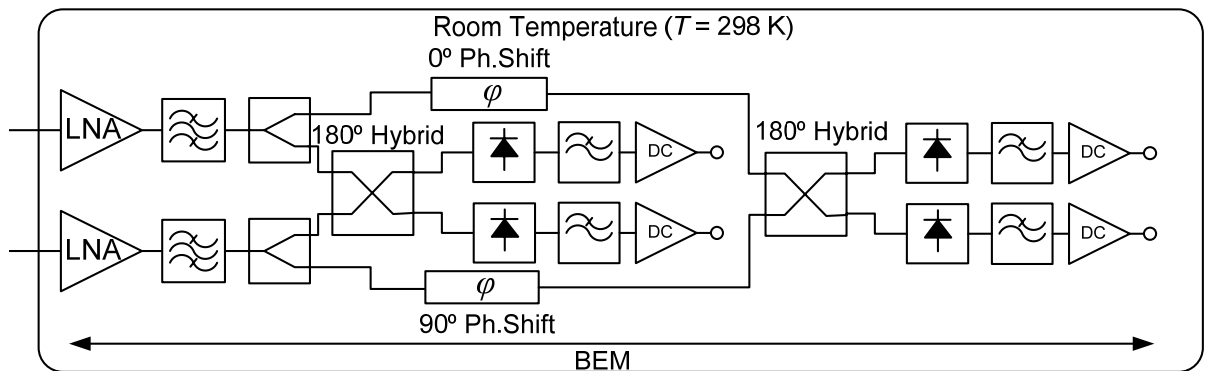 Room Temperature (T = 298 K)
0º Ph.Shift
φ
LNA
180º Hybrid
DC
180º Hybrid
DC
LNA
DC
DC
φ
90º Ph.Shift
BEM